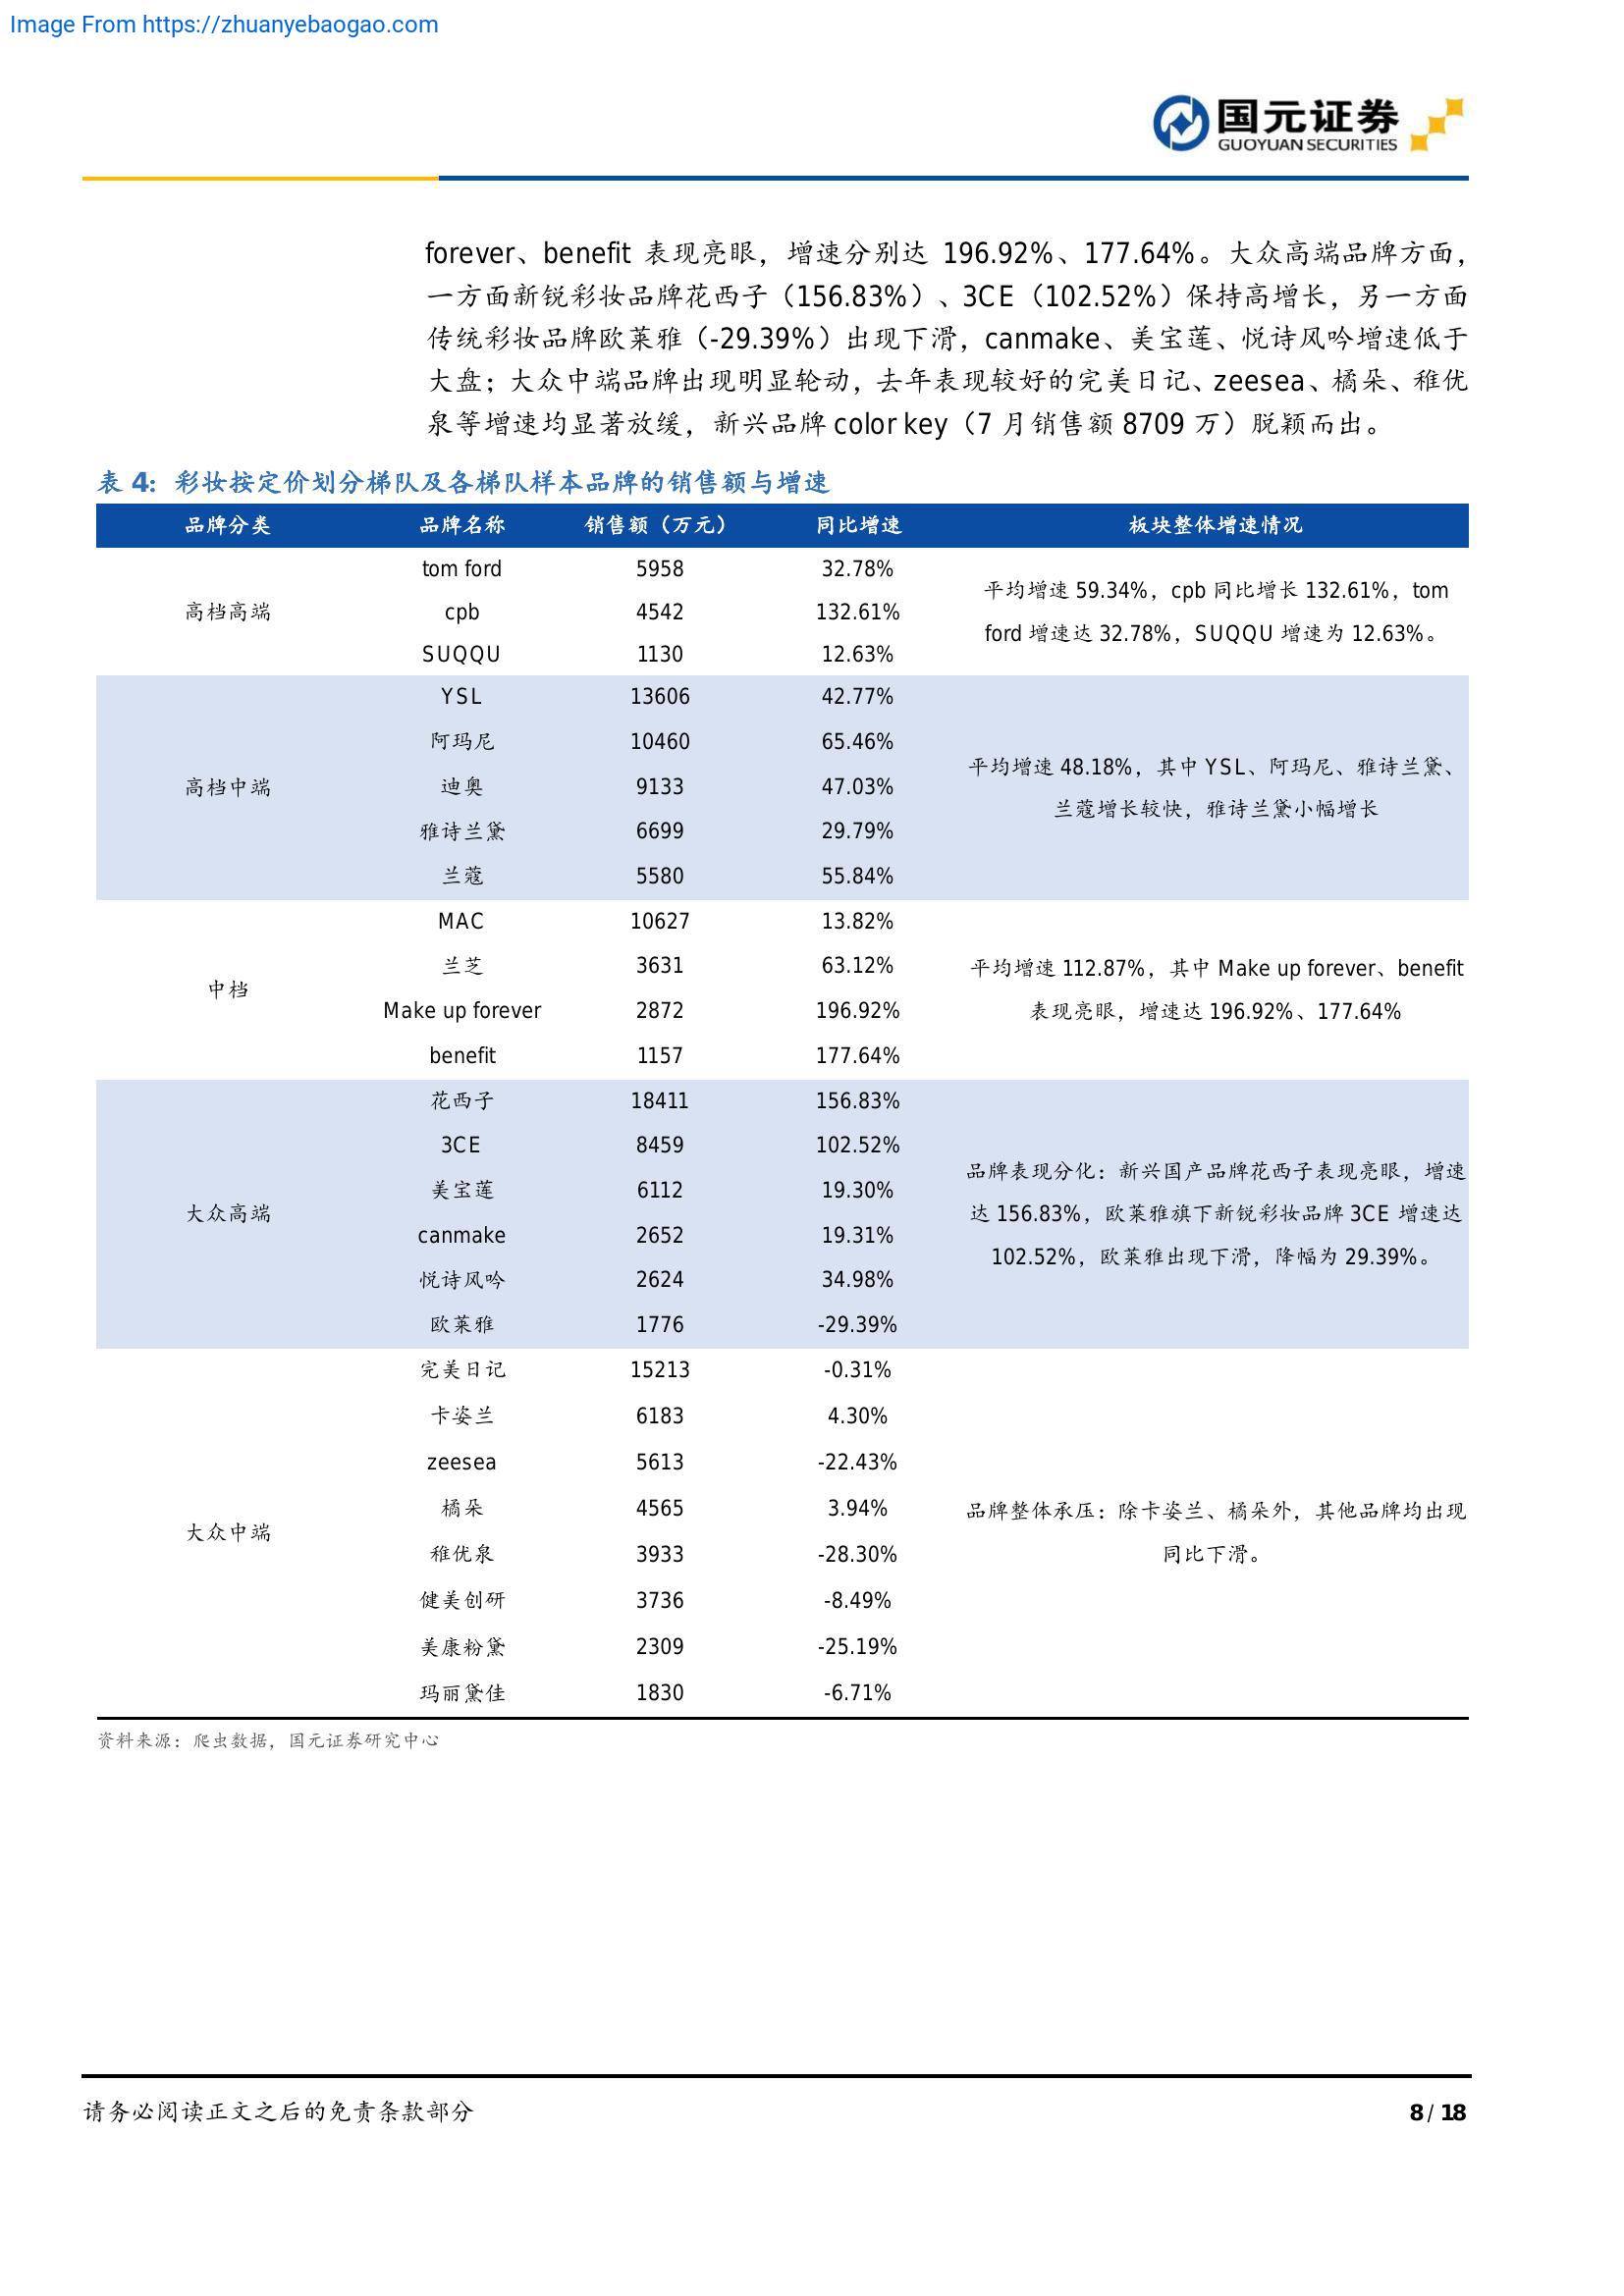 Image From https://zhuanyebaogao.com
国元证券
GUOYUAN SECURITIES
forever、benefit 表现亮眼，增速分别达 196.92%、177.64%。大众高端品牌方面，
一方面新锐彩妆品牌花西子（156.83%）、3CE（102.52%）保持高增长，另一方面
传统彩妆品牌欧莱雅（-29.39%）出现下滑，canmake、美宝莲、悦诗风吟增速低于
大盘；大众中端品牌出现明显轮动，去年表现较好的完美日记、zeesea、橘朵、稚优
泉等增速均显著放缓，新兴品牌 color key（7 月销售额 8709 万）脱颖而出。
表 4：彩妆按定价划分梯队及各梯队样本品牌的销售额与增速
品牌分类 品牌名称 销售额（万元） 同比增速 板块整体增速情况
高档高端
tom ford 5958 32.78%
cpb 4542 132.61%
SUQQU 1130 12.63%
平均增速 59.34%，cpb 同比增长 132.61%，tom
ford 增速达 32.78%，SUQQU 增速为 12.63%。
高档中端
YSL 13606 42.77%
阿玛尼 10460 65.46%
迪奥 9133 47.03%
雅诗兰黛 6699 29.79%
兰蔻 5580 55.84%
平均增速 48.18%，其中 YSL、阿玛尼、雅诗兰黛、
兰蔻增长较快，雅诗兰黛小幅增长
中档
MAC 10627 13.82%
兰芝 3631 63.12%
Make up forever 2872 196.92%
benefit 1157 177.64%
平均增速 112.87%，其中 Make up forever、benefit
表现亮眼，增速达 196.92%、177.64%
大众高端
花西子 18411 156.83%
3CE 8459 102.52%
美宝莲 6112 19.30%
canmake 2652 19.31%
悦诗风吟 2624 34.98%
欧莱雅 1776 -29.39%
品牌表现分化：新兴国产品牌花西子表现亮眼，增速
达 156.83%，欧莱雅旗下新锐彩妆品牌 3CE 增速达
102.52%，欧莱雅出现下滑，降幅为 29.39%。
大众中端
完美日记 15213 -0.31%
卡姿兰 6183 4.30%
zeesea 5613 -22.43%
橘朵 4565 3.94%
稚优泉 3933 -28.30%
健美创研 3736 -8.49%
美康粉黛 2309 -25.19%
玛丽黛佳 1830 -6.71%
品牌整体承压：除卡姿兰、橘朵外，其他品牌均出现
同比下滑。
资料来源：爬虫数据，国元证券研究中心
请务必阅读正文之后的免责条款部分
8 / 18